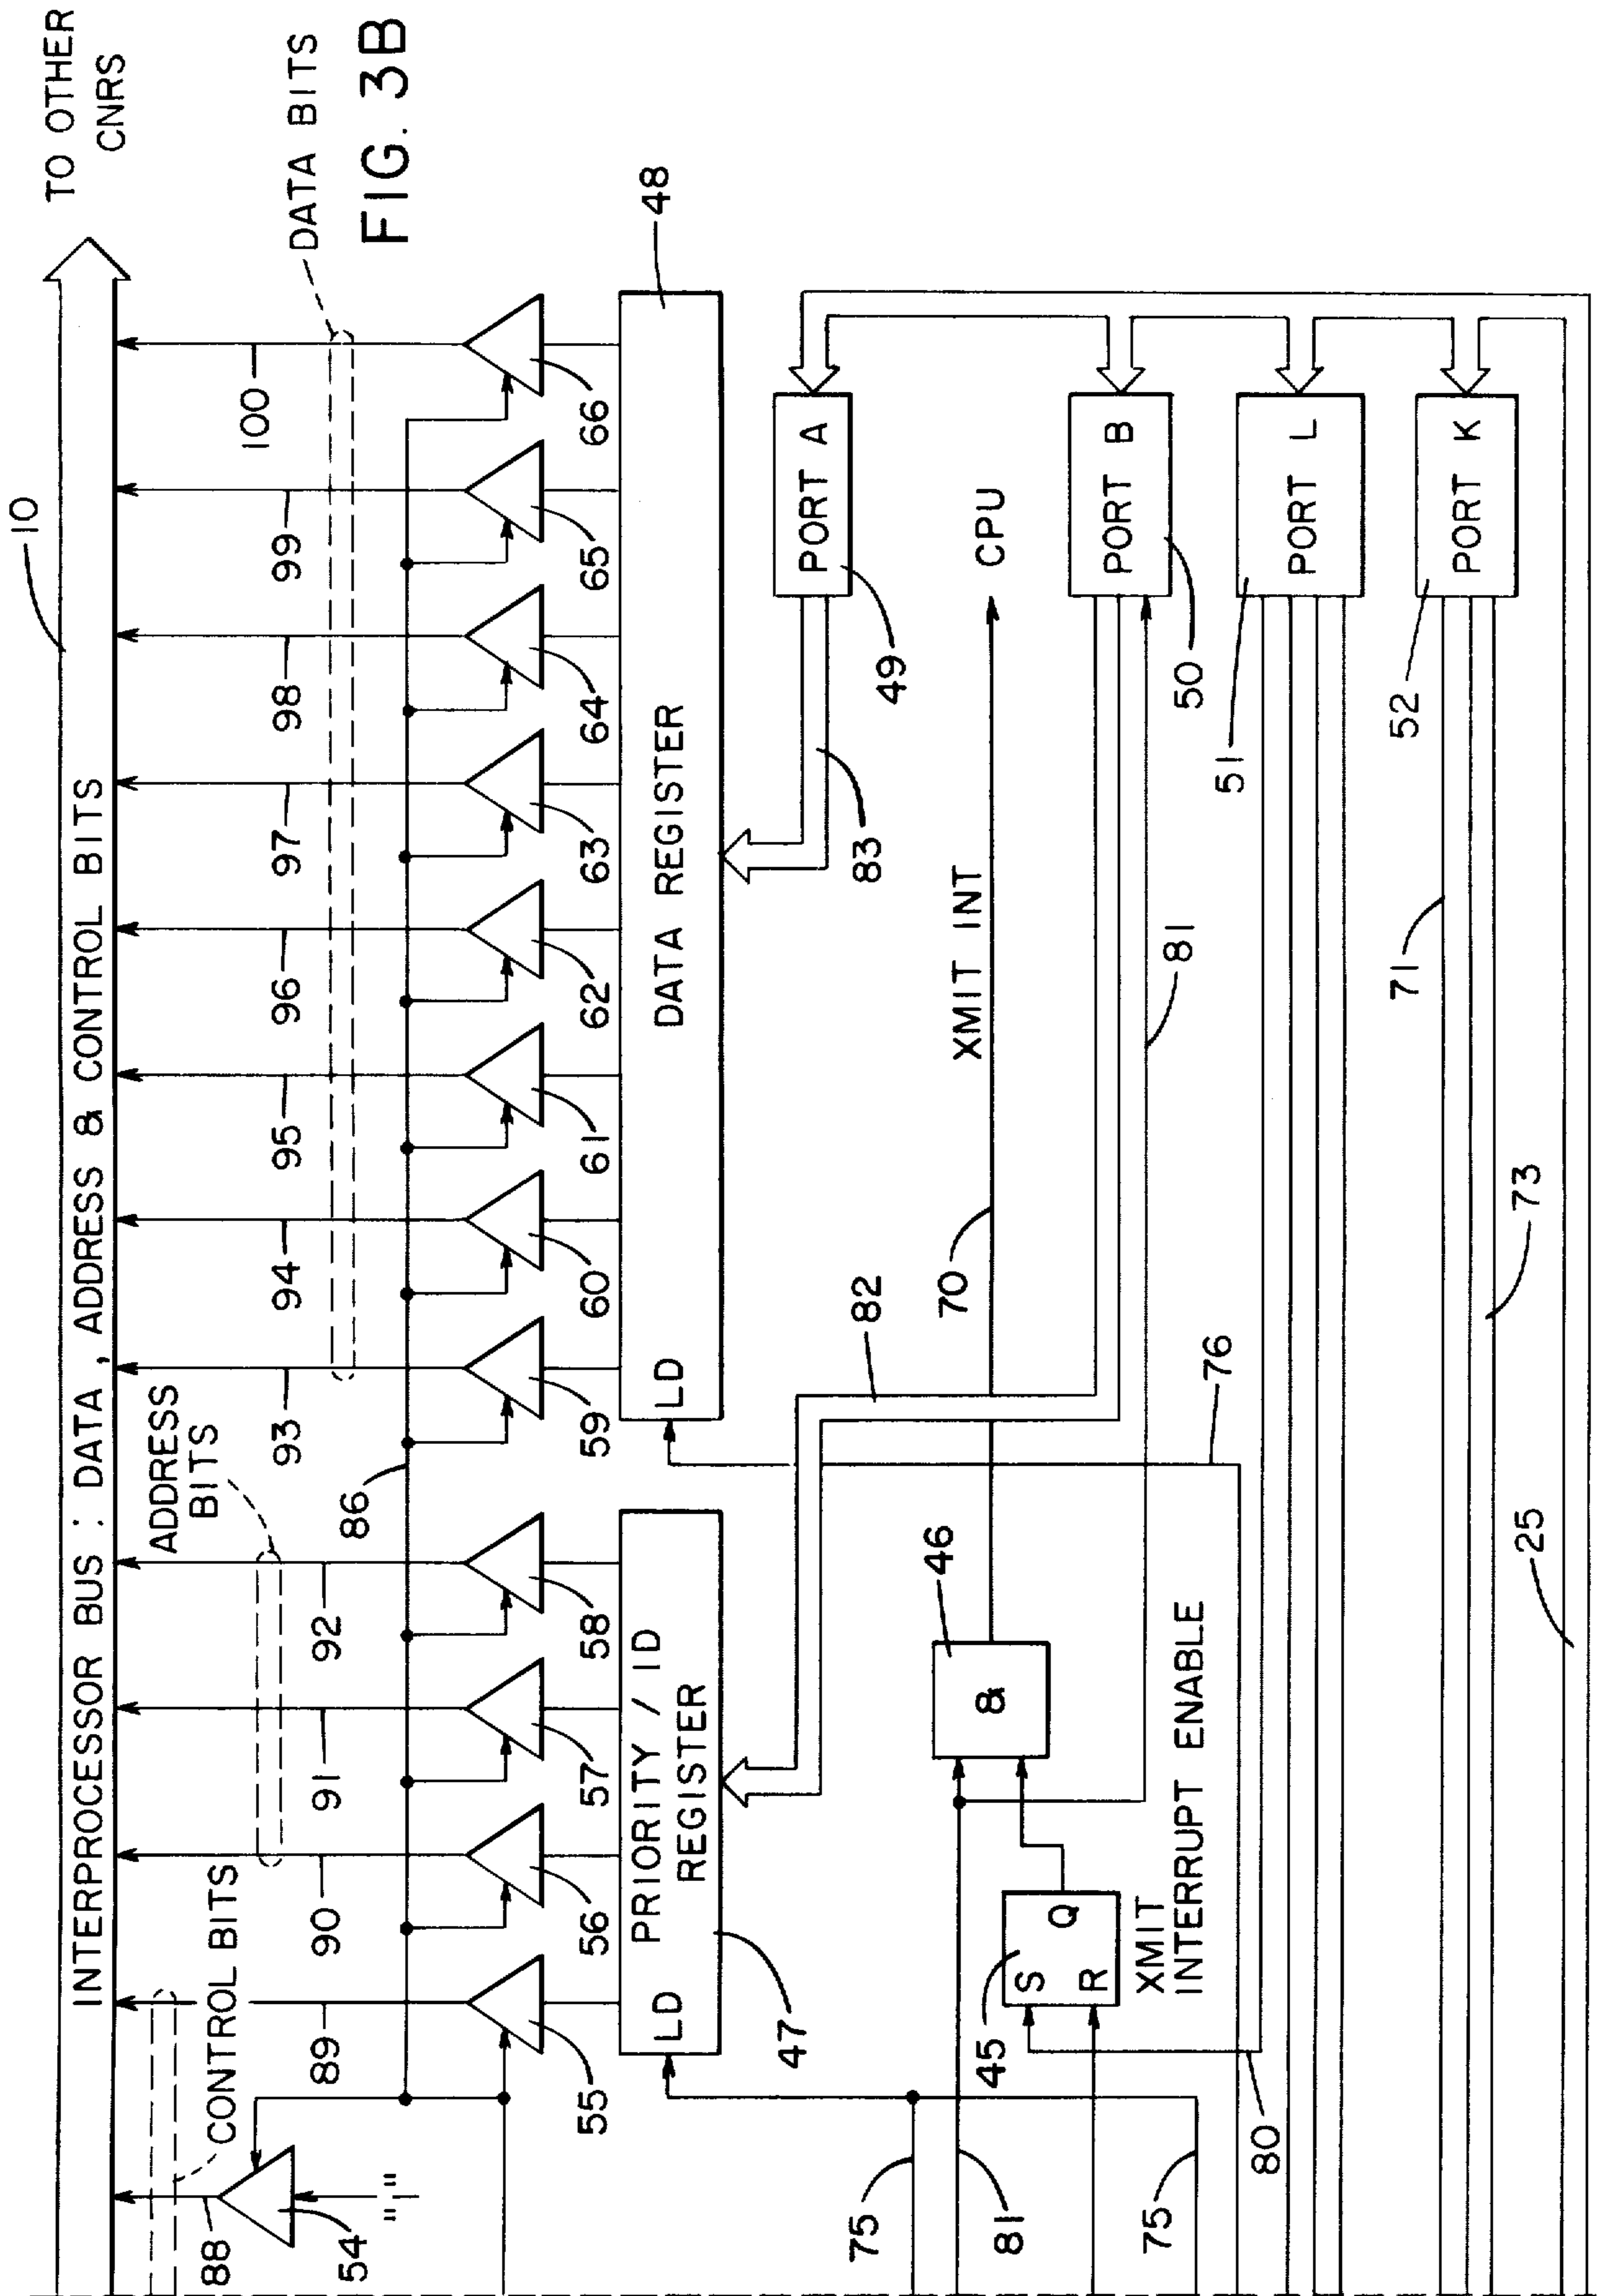 TO OTHER
CNRS
10
INTERPROCESSOR BUS : DATA, ADDRESS & CONTROL BITS
DATA BITS
FIG. 3B
ADDRESS
BITS
CONTROL BITS
88
89
90
91
92
93
94
95
96
97
98
99
100
86
54
"1"
55
56
57
58
59
60
61
62
63
64
65
66
LD
PRIORITY / ID
REGISTER
47
LD
DATA REGISTER
48
PORT A
49
83
82
XMIT INT
CPU
70
46
&
PORT B
50
81
45
S
R
Q
XMIT
INTERRUPT ENABLE
75
81
75
80
76
PORT L
51
PORT K
52
71
73
25